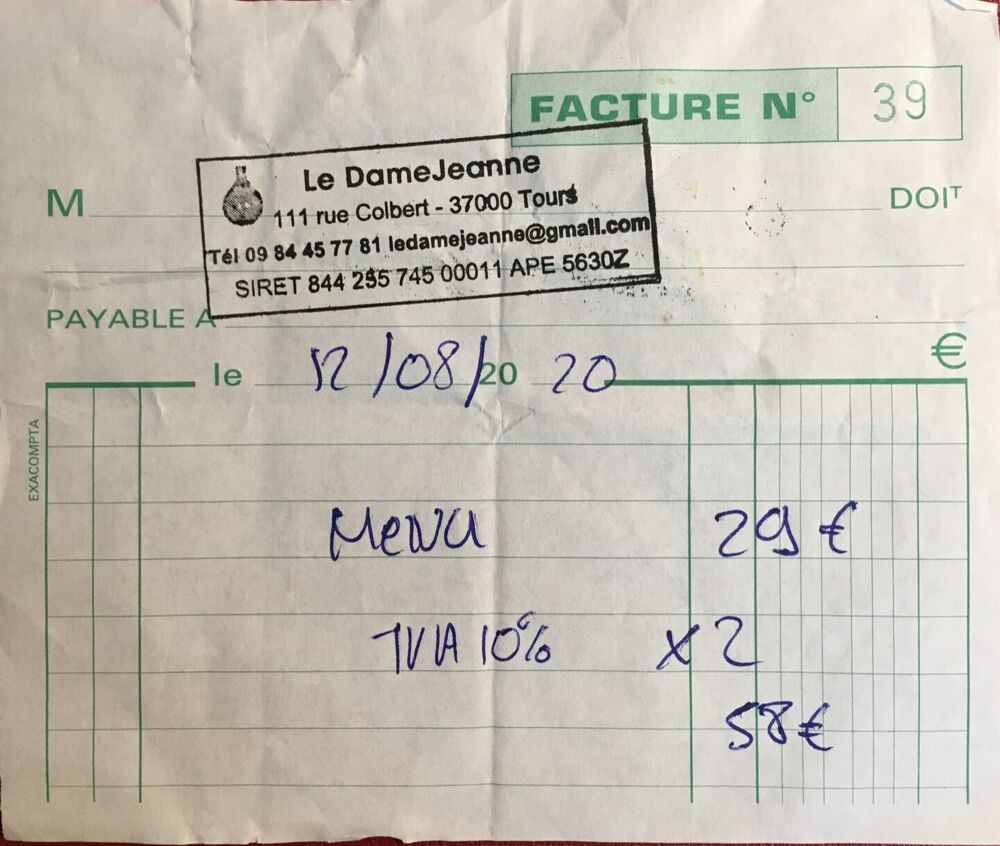 FACTURE N° 39
Le DameJeanne
111 rue Colbert - 37000 Tours
Tél 09 84 45 77 81 ledamejeanne@gmail.com
SIRET 844 255 745 00011 APE 5630Z
M DOIT
PAYABLE A
le 12/08/20 20
€
EXACOMPTA
Menu 29 €
TVA 10% x 2
58 €